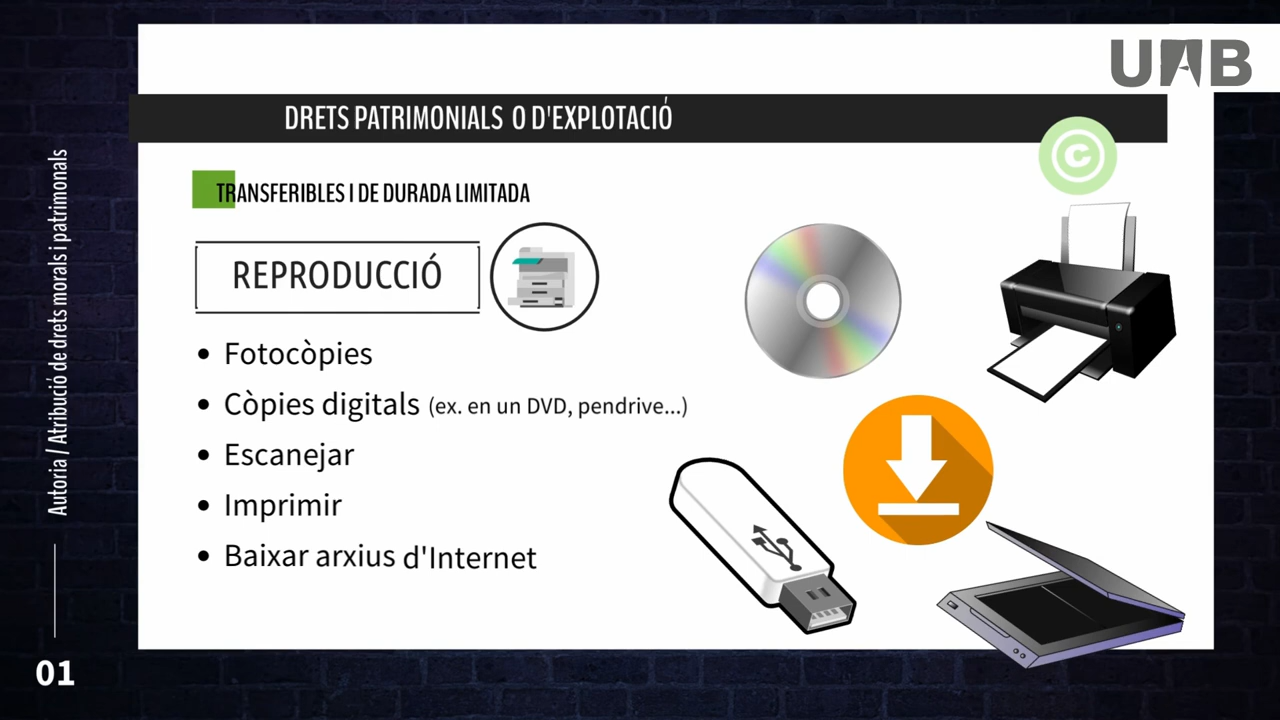 UAB
DRETS PATRIMONIALS O D'EXPLOTACIÓ
©
TRANSFERIBLES I DE DURADA LIMITADA
REPRODUCCIÓ
• Fotocòpies
• Còpies digitals (ex. en un DVD, pendrive...)
• Escanejar
• Imprimir
• Baixar arxius d'Internet
Autoria / Atribució de drets morals i patrimonals
01